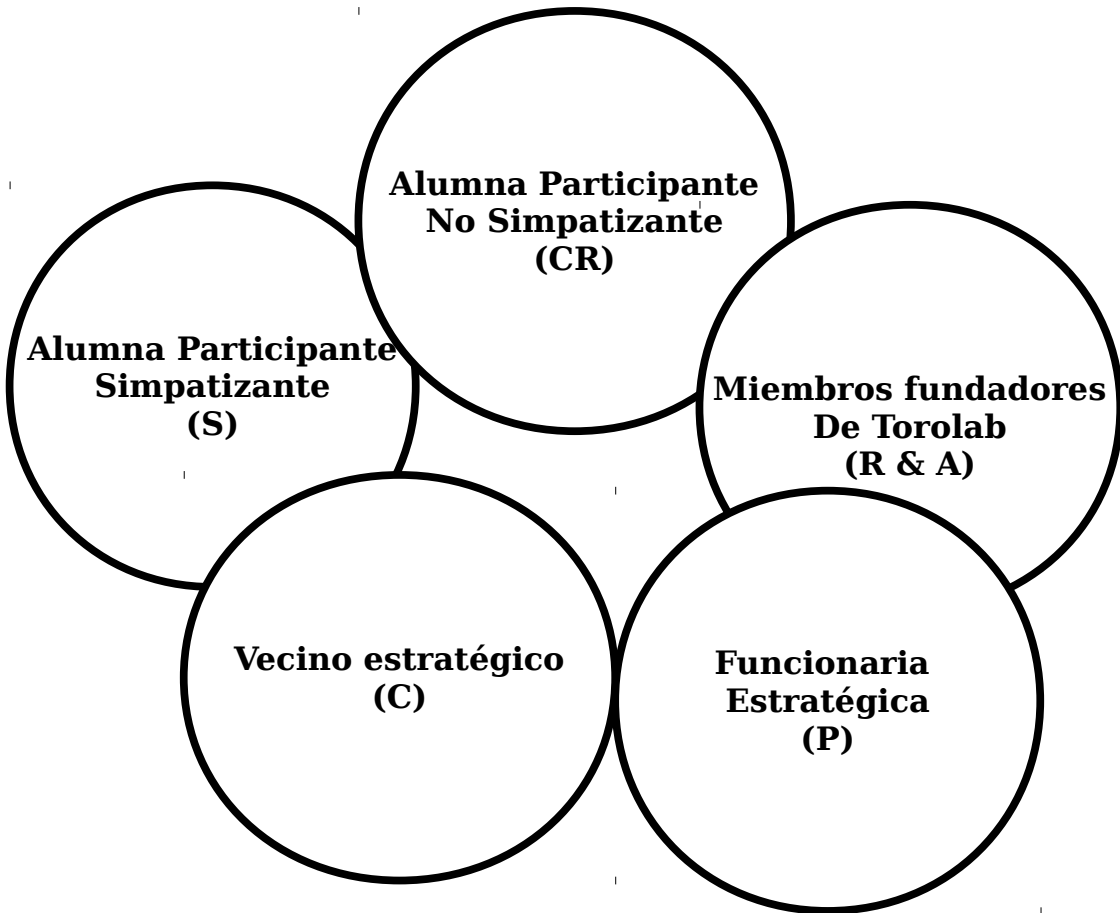 Alumna Participante
No Simpatizante
(CR)
Alumna Participante
Simpatizante
(S)
Miembros fundadores
De Torolab
(R & A)
Vecino estratégico
(C)
Funcionaria
Estratégica
(P)